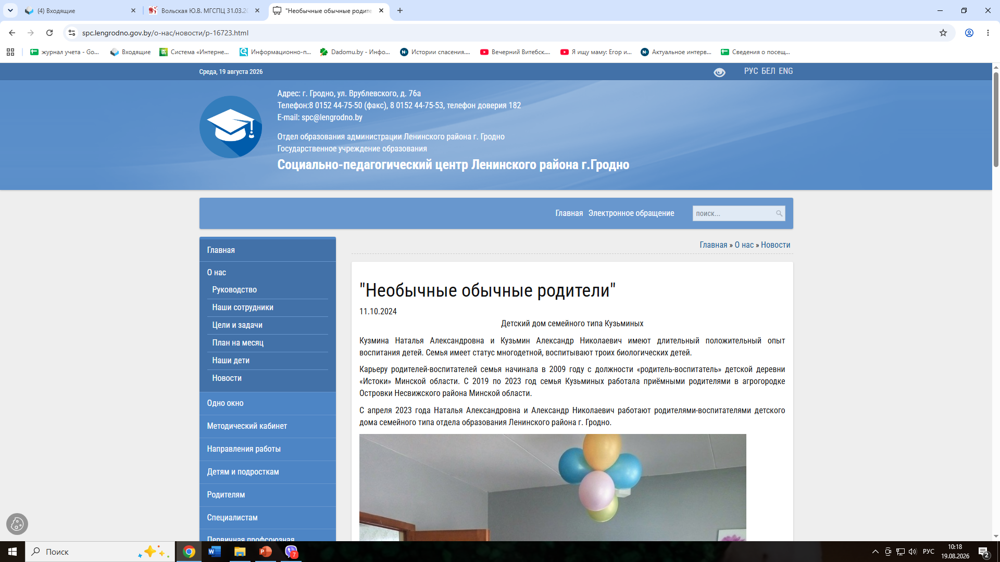 (4) Входящие
Вольская Ю.В. МГСПЦ 31.03.20
"Необычные обычные родите
spc.lengrodno.gov.by/о-нас/новости/p-16723.html
журнал учета - Go...
Входящие
Система «Интерне...
Информационно-п...
Dadomu.by - Инфо...
Истории спасения....
Вечерний Витебск....
Я ищу маму: Егор и...
Актуальное интерв...
Сведения о посещ...
Среда, 19 августа 2026
РУС БЕЛ ENG
Адрес: г. Гродно, ул. Врублевского, д. 76а
Телефон:8 0152 44-75-50 (факс), 8 0152 44-75-53, телефон доверия 182
E-mail: spc@lengrodno.by
Отдел образования администрации Ленинского района г. Гродно
Государственное учреждение образования
Социально-педагогический центр Ленинского района г.Гродно
Главная Электронное обращение
поиск...
Главная » О нас » Новости
Главная
О нас
Руководство
Наши сотрудники
Цели и задачи
План на месяц
Наши дети
Новости
Одно окно
Методический кабинет
Направления работы
Детям и подросткам
Родителям
Специалистам
Первичная профсоюзная
"Необычные обычные родители"
11.10.2024
Детский дом семейного типа Кузьминых
Кузмина Наталья Александровна и Кузьмин Александр Николаевич имеют длительный положительный опыт
воспитания детей. Семья имеет статус многодетной, воспитывают троих биологических детей.
Карьеру родителей-воспитателей семья начинала в 2009 году с должности «родитель-воспитатель» детской деревни
«Истоки» Минской области. С 2019 по 2023 год семья Кузьминых работала приёмными родителями в агрогородке
Островки Несвижского района Минской области.
С апреля 2023 года Наталья Александровна и Александр Николаевич работают родителями-воспитателями детского
дома семейного типа отдела образования Ленинского района г. Гродно.
Поиск
7
РУС
10:18
19.08.2026
2